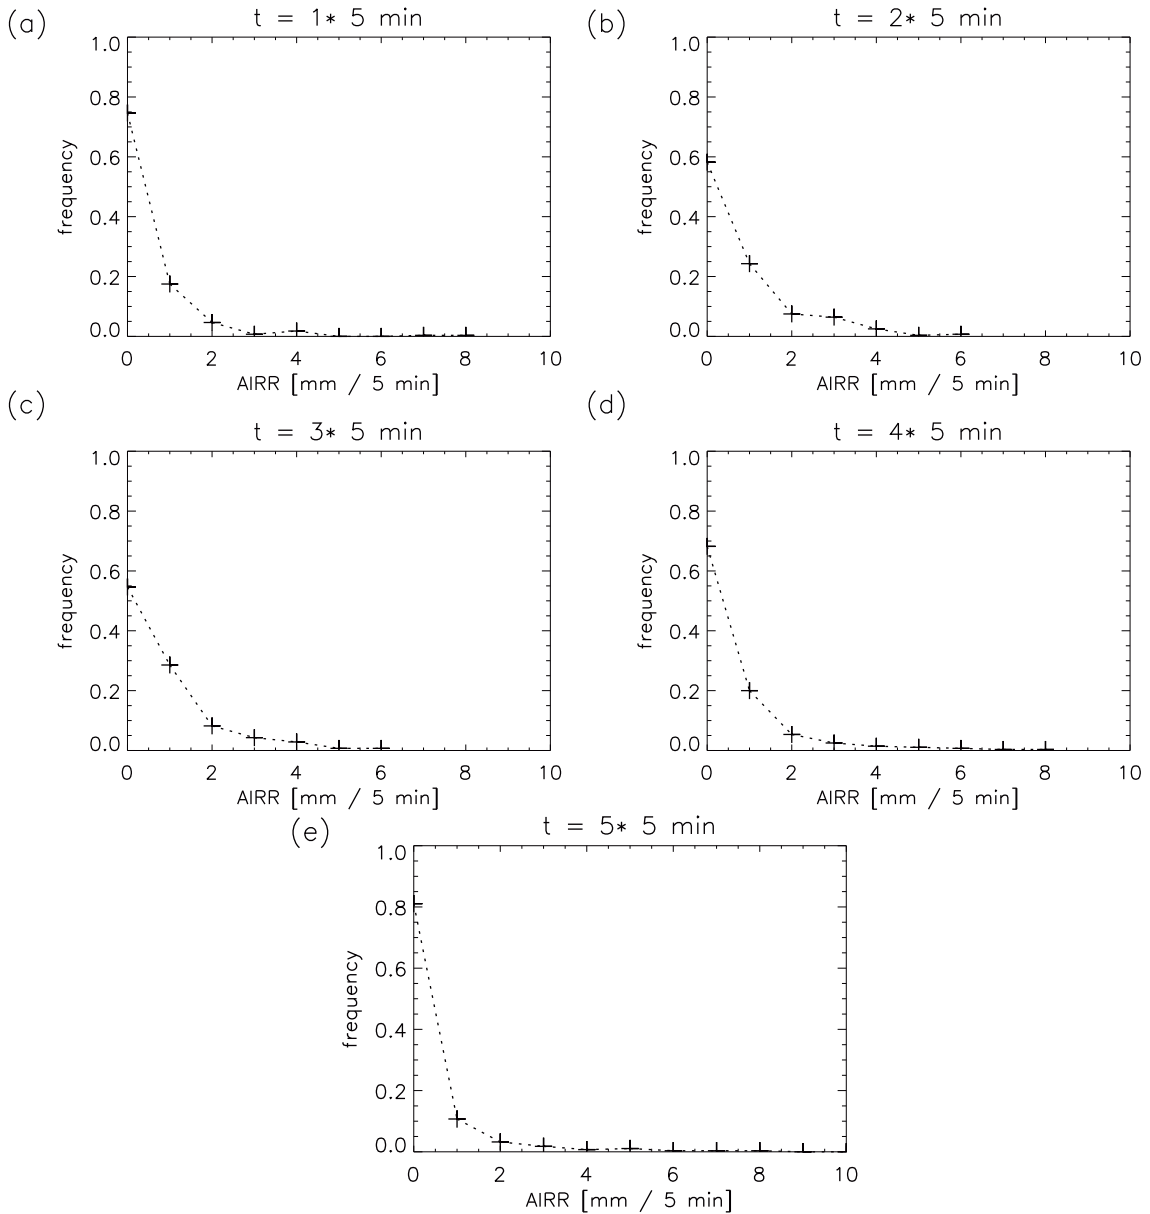 (a)
t = 1* 5 min
1.0
0.8
0.6
0.4
0.2
0.0
frequency
0 2 4 6 8 10
AIRR [mm / 5 min]
(b)
t = 2* 5 min
1.0
0.8
0.6
0.4
0.2
0.0
frequency
0 2 4 6 8 10
AIRR [mm / 5 min]
(c)
t = 3* 5 min
1.0
0.8
0.6
0.4
0.2
0.0
frequency
0 2 4 6 8 10
AIRR [mm / 5 min]
(d)
t = 4* 5 min
1.0
0.8
0.6
0.4
0.2
0.0
frequency
0 2 4 6 8 10
AIRR [mm / 5 min]
(e)
t = 5* 5 min
1.0
0.8
0.6
0.4
0.2
0.0
frequency
0 2 4 6 8 10
AIRR [mm / 5 min]